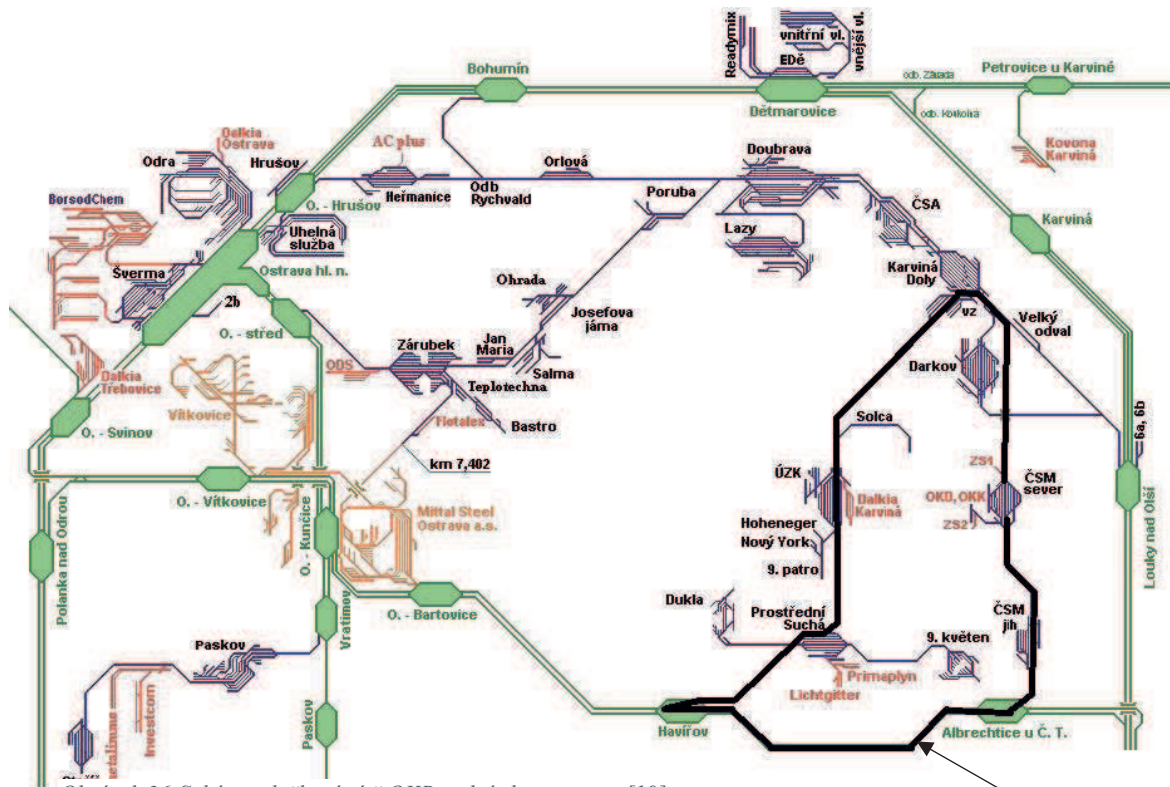 Readymix
EDě
vnitřní vl.
vnější vl.
Bohumín
Dětmarovice
odb. Závada
odb. Koukolná
Petrovice u Karviné
Kovona
Karviná
Dalkia
Ostrava
Odra
Hrušov
AC plus
O. - Hrušov
Heřmanice
Odb
Rychvald
Orlová
Poruba
Doubrava
Lazy
ČSA
Karviná
Karviná
Doly
BorsodChem
Šverma
Uhelná
služba
Ostrava hl. n.
2b
O. - střed
Ohrada
Josefova
jáma
Jan
Maria
Salma
Zárubek
ODS
Teplotechna
Bastro
km 7,402
vz
Velký
odval
Darkov
6a, 6b
Dalkia
Třebovice
Vítkovice
O. - Svinov
O. - Vítkovice
Polanka nad Odrou
O. - Kunčice
Mittal Steel
Ostrava a.s.
O. - Bartovice
Vratimov
Solca
ÚZK
Dalkia
Karviná
Hoheneger
Nový York
9. patro
ZS1
OKD, OKK
ZS2
ČSM
sever
Louky nad Olší
Dukla
Prostřední
Suchá
Primaplyn
Lichtgitter
9. květen
ČSM
jih
Paskov
Investcom
Paskov
Havířov
Albrechtice u Č. T.